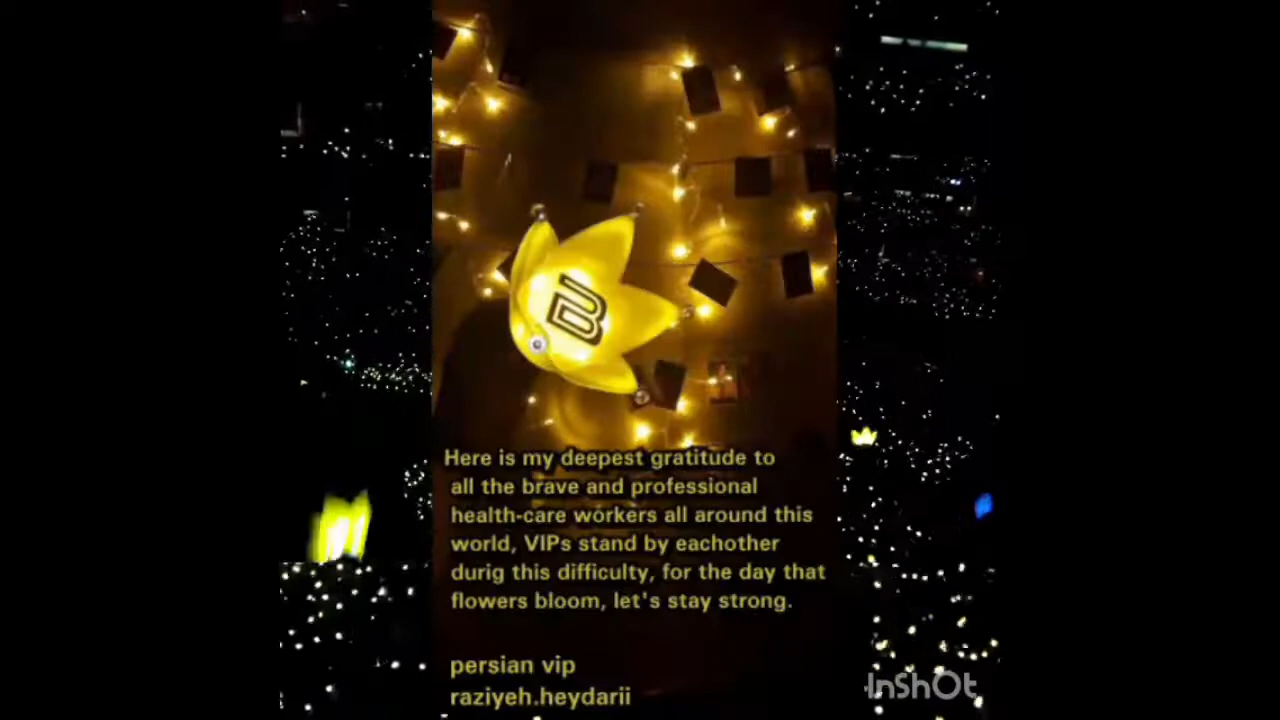 B
Here is my deepest gratitude to
all the brave and professional
health-care workers all around this
world, VIPs stand by eachother
durig this difficulty, for the day that
flowers bloom, let's stay strong.
persian vip
raziyeh.heydarii
InShOt